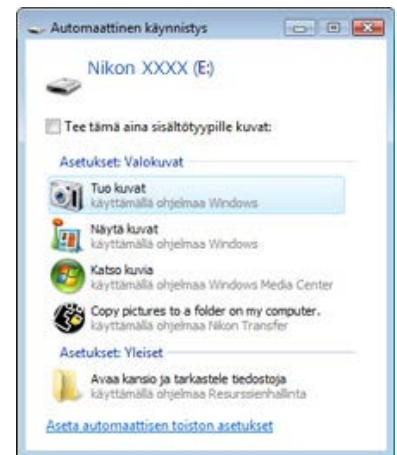 Automaattinen käynnistys
Nikon XXXX (E:)
Tee tämä aina sisältötyypille kuvat:
Asetukset: Valokuvat
Tuo kuvat
käyttämällä ohjelmaa Windows
Näytä kuvat
käyttämällä ohjelmaa Windows
Katso kuvia
käyttämällä ohjelmaa Windows Media Center
Copy pictures to a folder on my computer.
käyttämällä ohjelmaa Nikon Transfer
Asetukset: Yleiset
Avaa kansio ja tarkastele tiedostoja
käyttämällä ohjelmaa Resurssienhallinta
Aseta automaattisen toiston asetukset